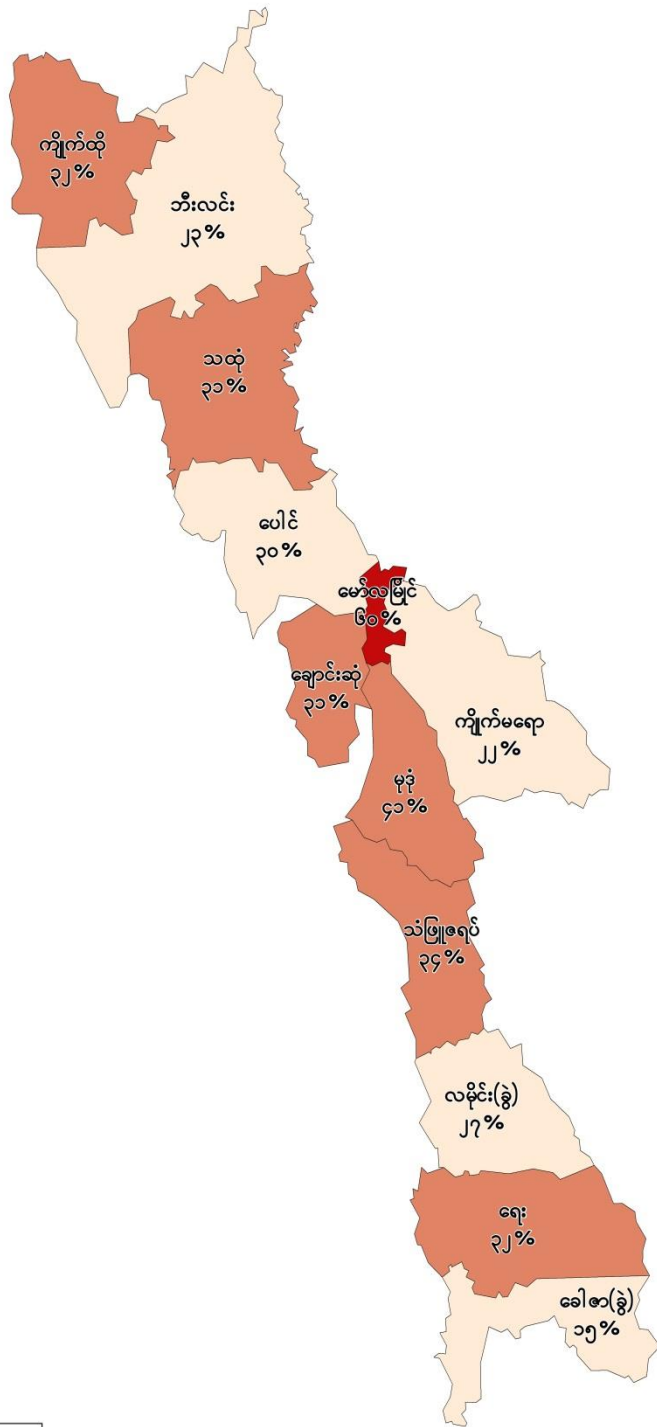 ကျိုက်ထို
၃၂%
ဘီးလင်း
၂၃%
သထုံ
၃၁%
ပေါင်
၃၀%
မော်လမြိုင်
၆၀%
ချောင်းဆုံ
၃၁%
ကျိုက်မရော
၂၂%
မုဒုံ
၄၁%
သံဖြူဇရပ်
၃၄%
လမိုင်း(ခွဲ)
၂၇%
ရေး
၃၂%
ခေါဇာ(ခွဲ)
၁၅%